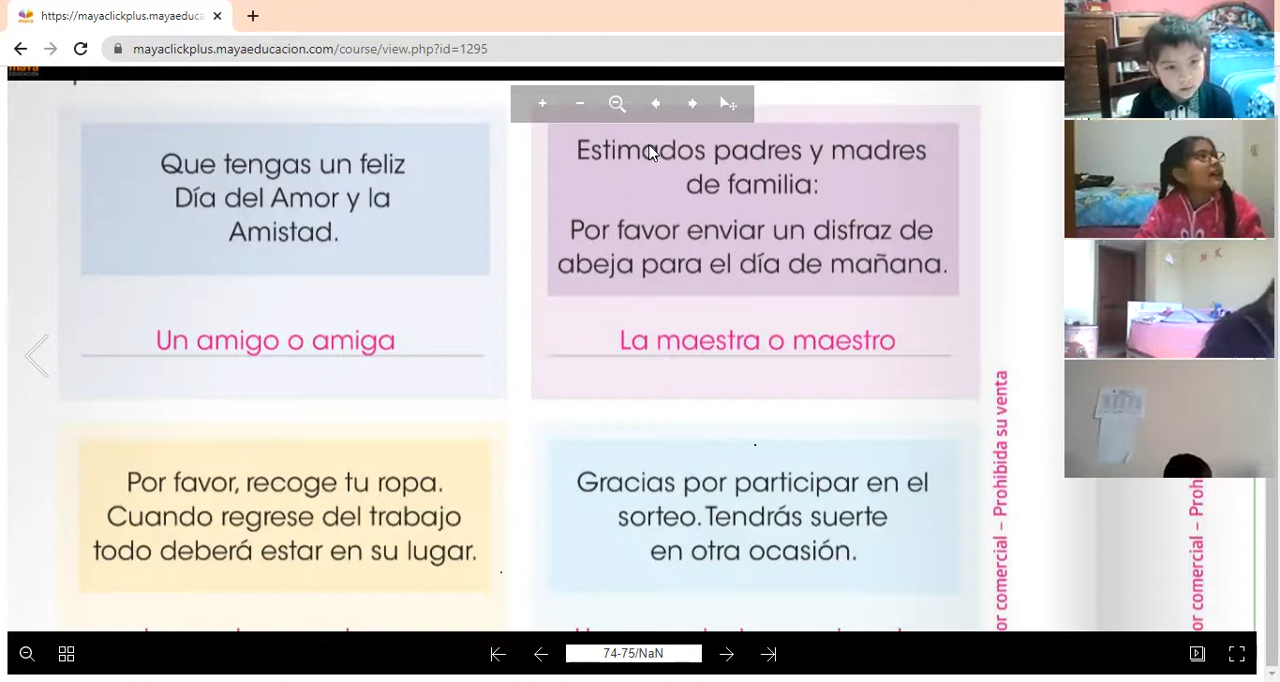 https://mayaclickplus.mayaeduca
mayaclickplus.mayaeducacion.com/course/view.php?id=1295
Que tengas un feliz
Día del Amor y la
Amistad.
Un amigo o amiga
Estimados padres y madres
de familia:
Por favor enviar un disfraz de
abeja para el día de mañana.
La maestra o maestro
Por favor, recoge tu ropa.
Cuando regrese del trabajo
todo deberá estar en su lugar.
Gracias por participar en el
sorteo. Tendrás suerte
en otra ocasión.
or comercial – Prohibida su venta
or comercial – Proh
74-75/NaN